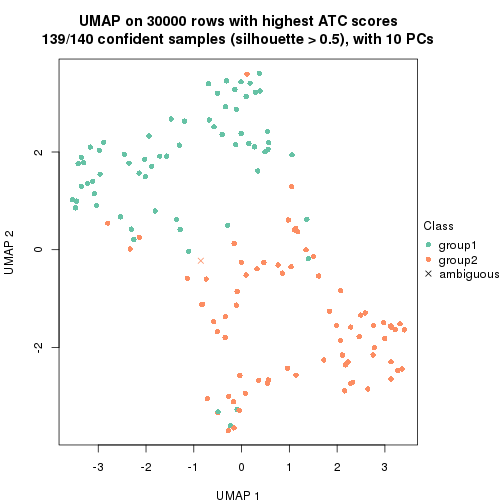 UMAP on 30000 rows with highest ATC scores
139/140 confident samples (silhouette > 0.5), with 10 PCs
UMAP 2
2
0
-2
-3
-2
-1
0
1
2
3
UMAP 1
Class
group1
group2
ambiguous